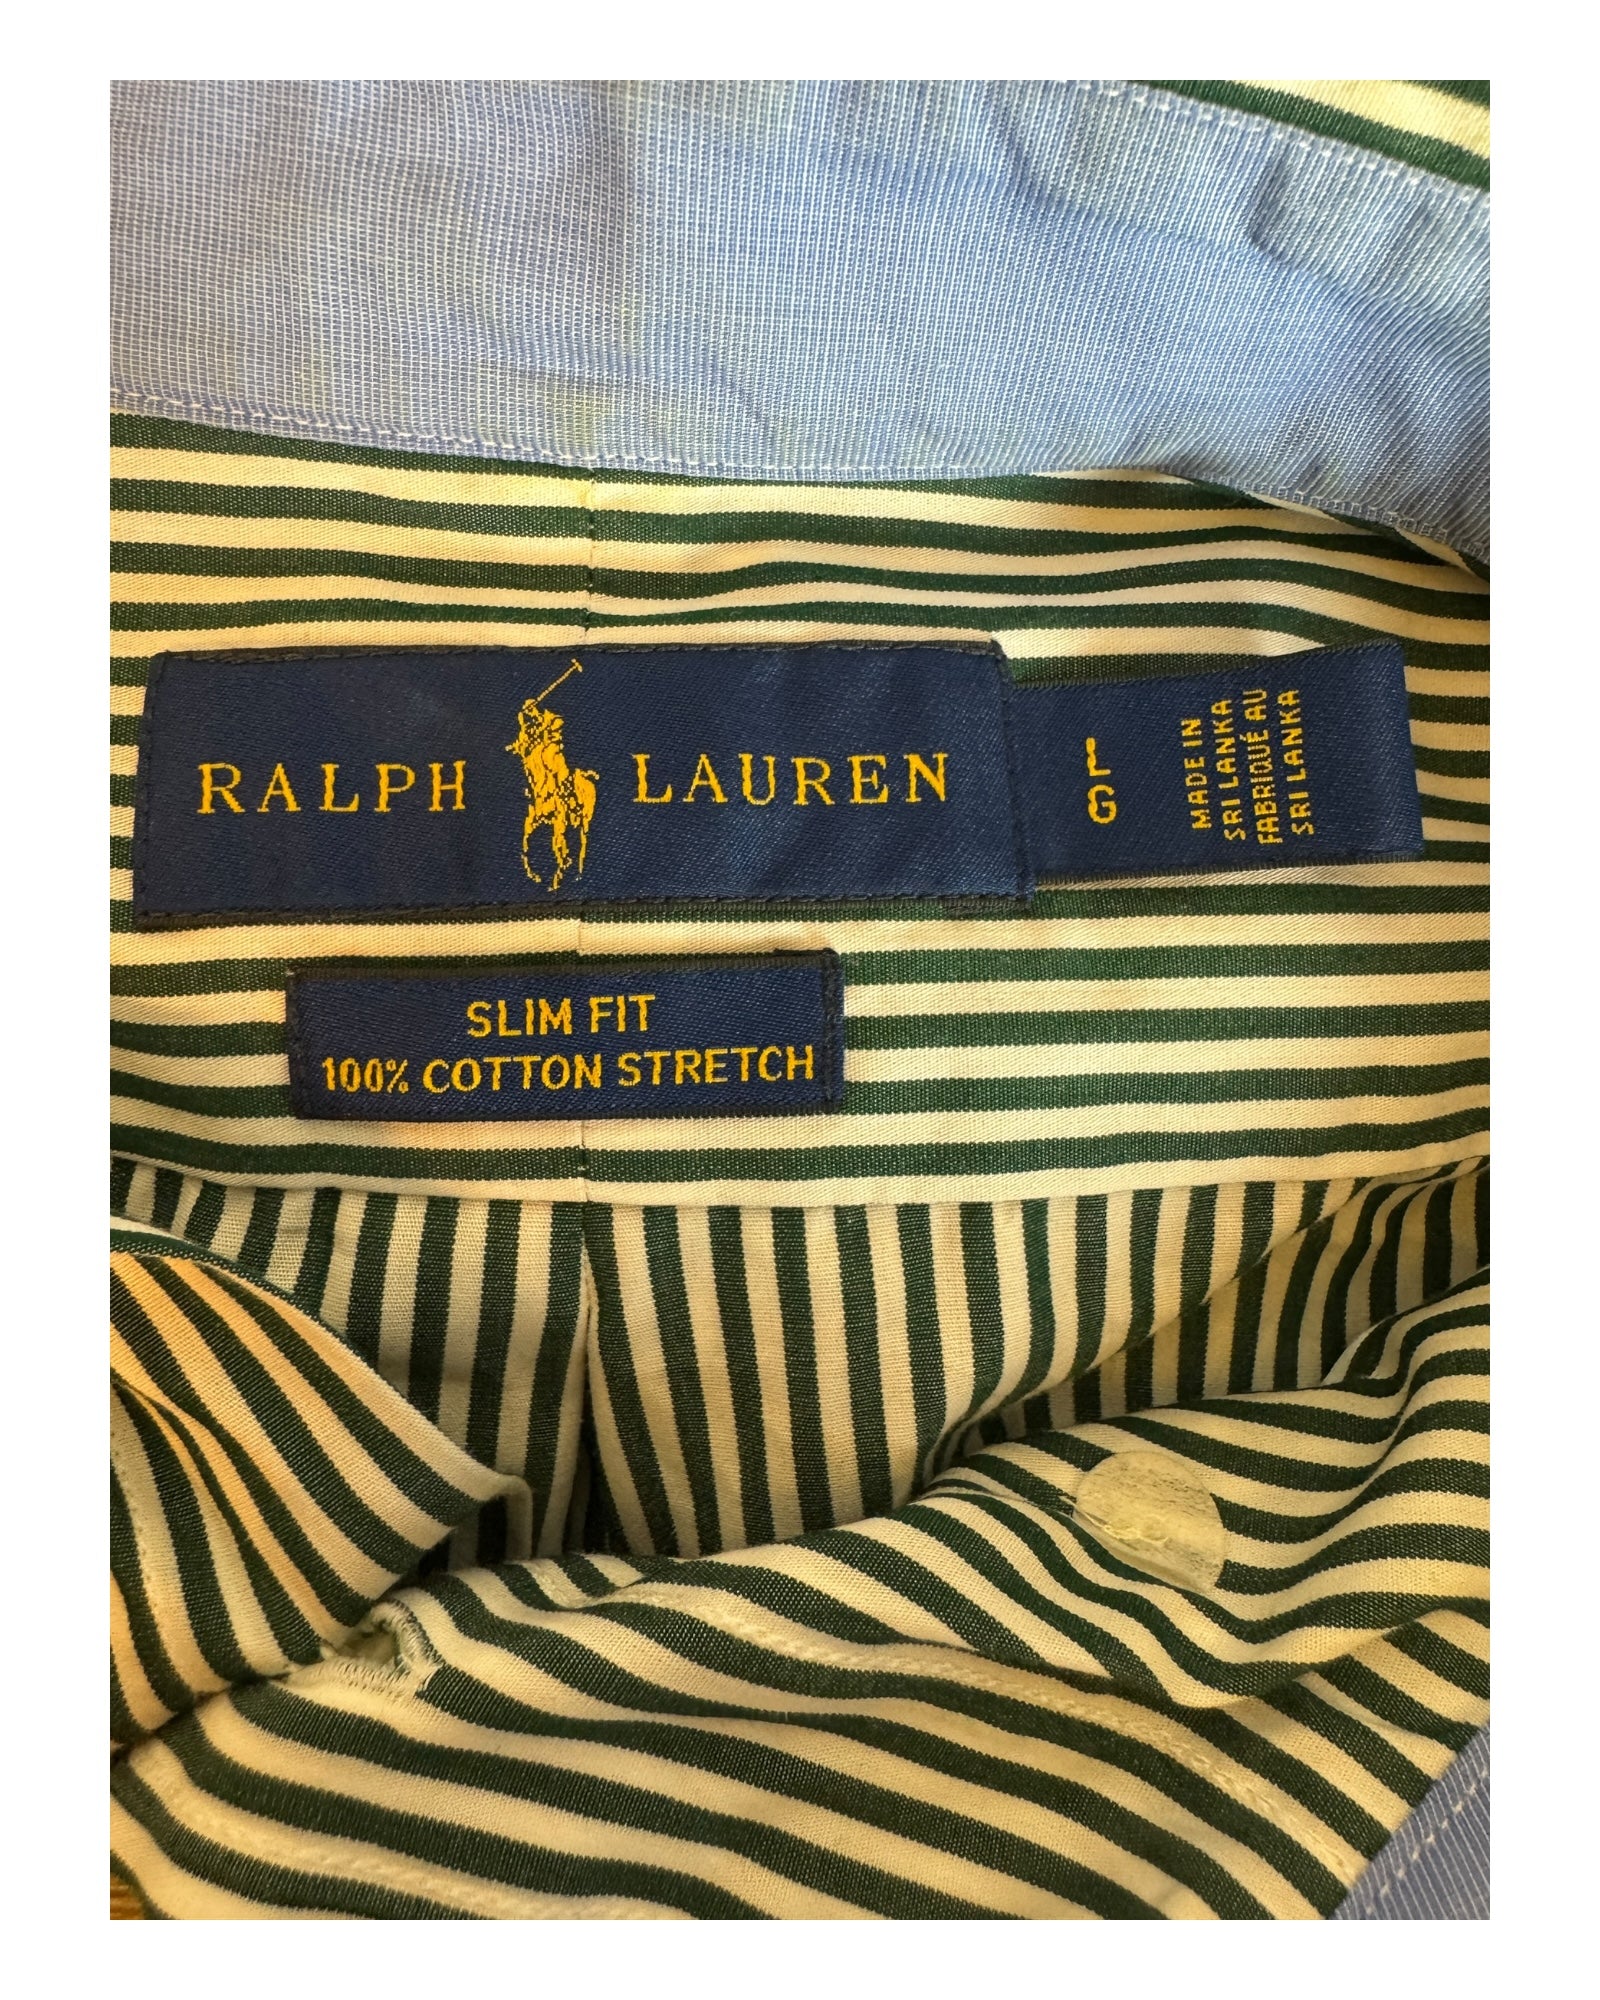 RALPH LAUREN
L
G
MADE IN
SRI LANKA
FABRIQUÉ AU
SRI LANKA
SLIM FIT
100% COTTON STRETCH